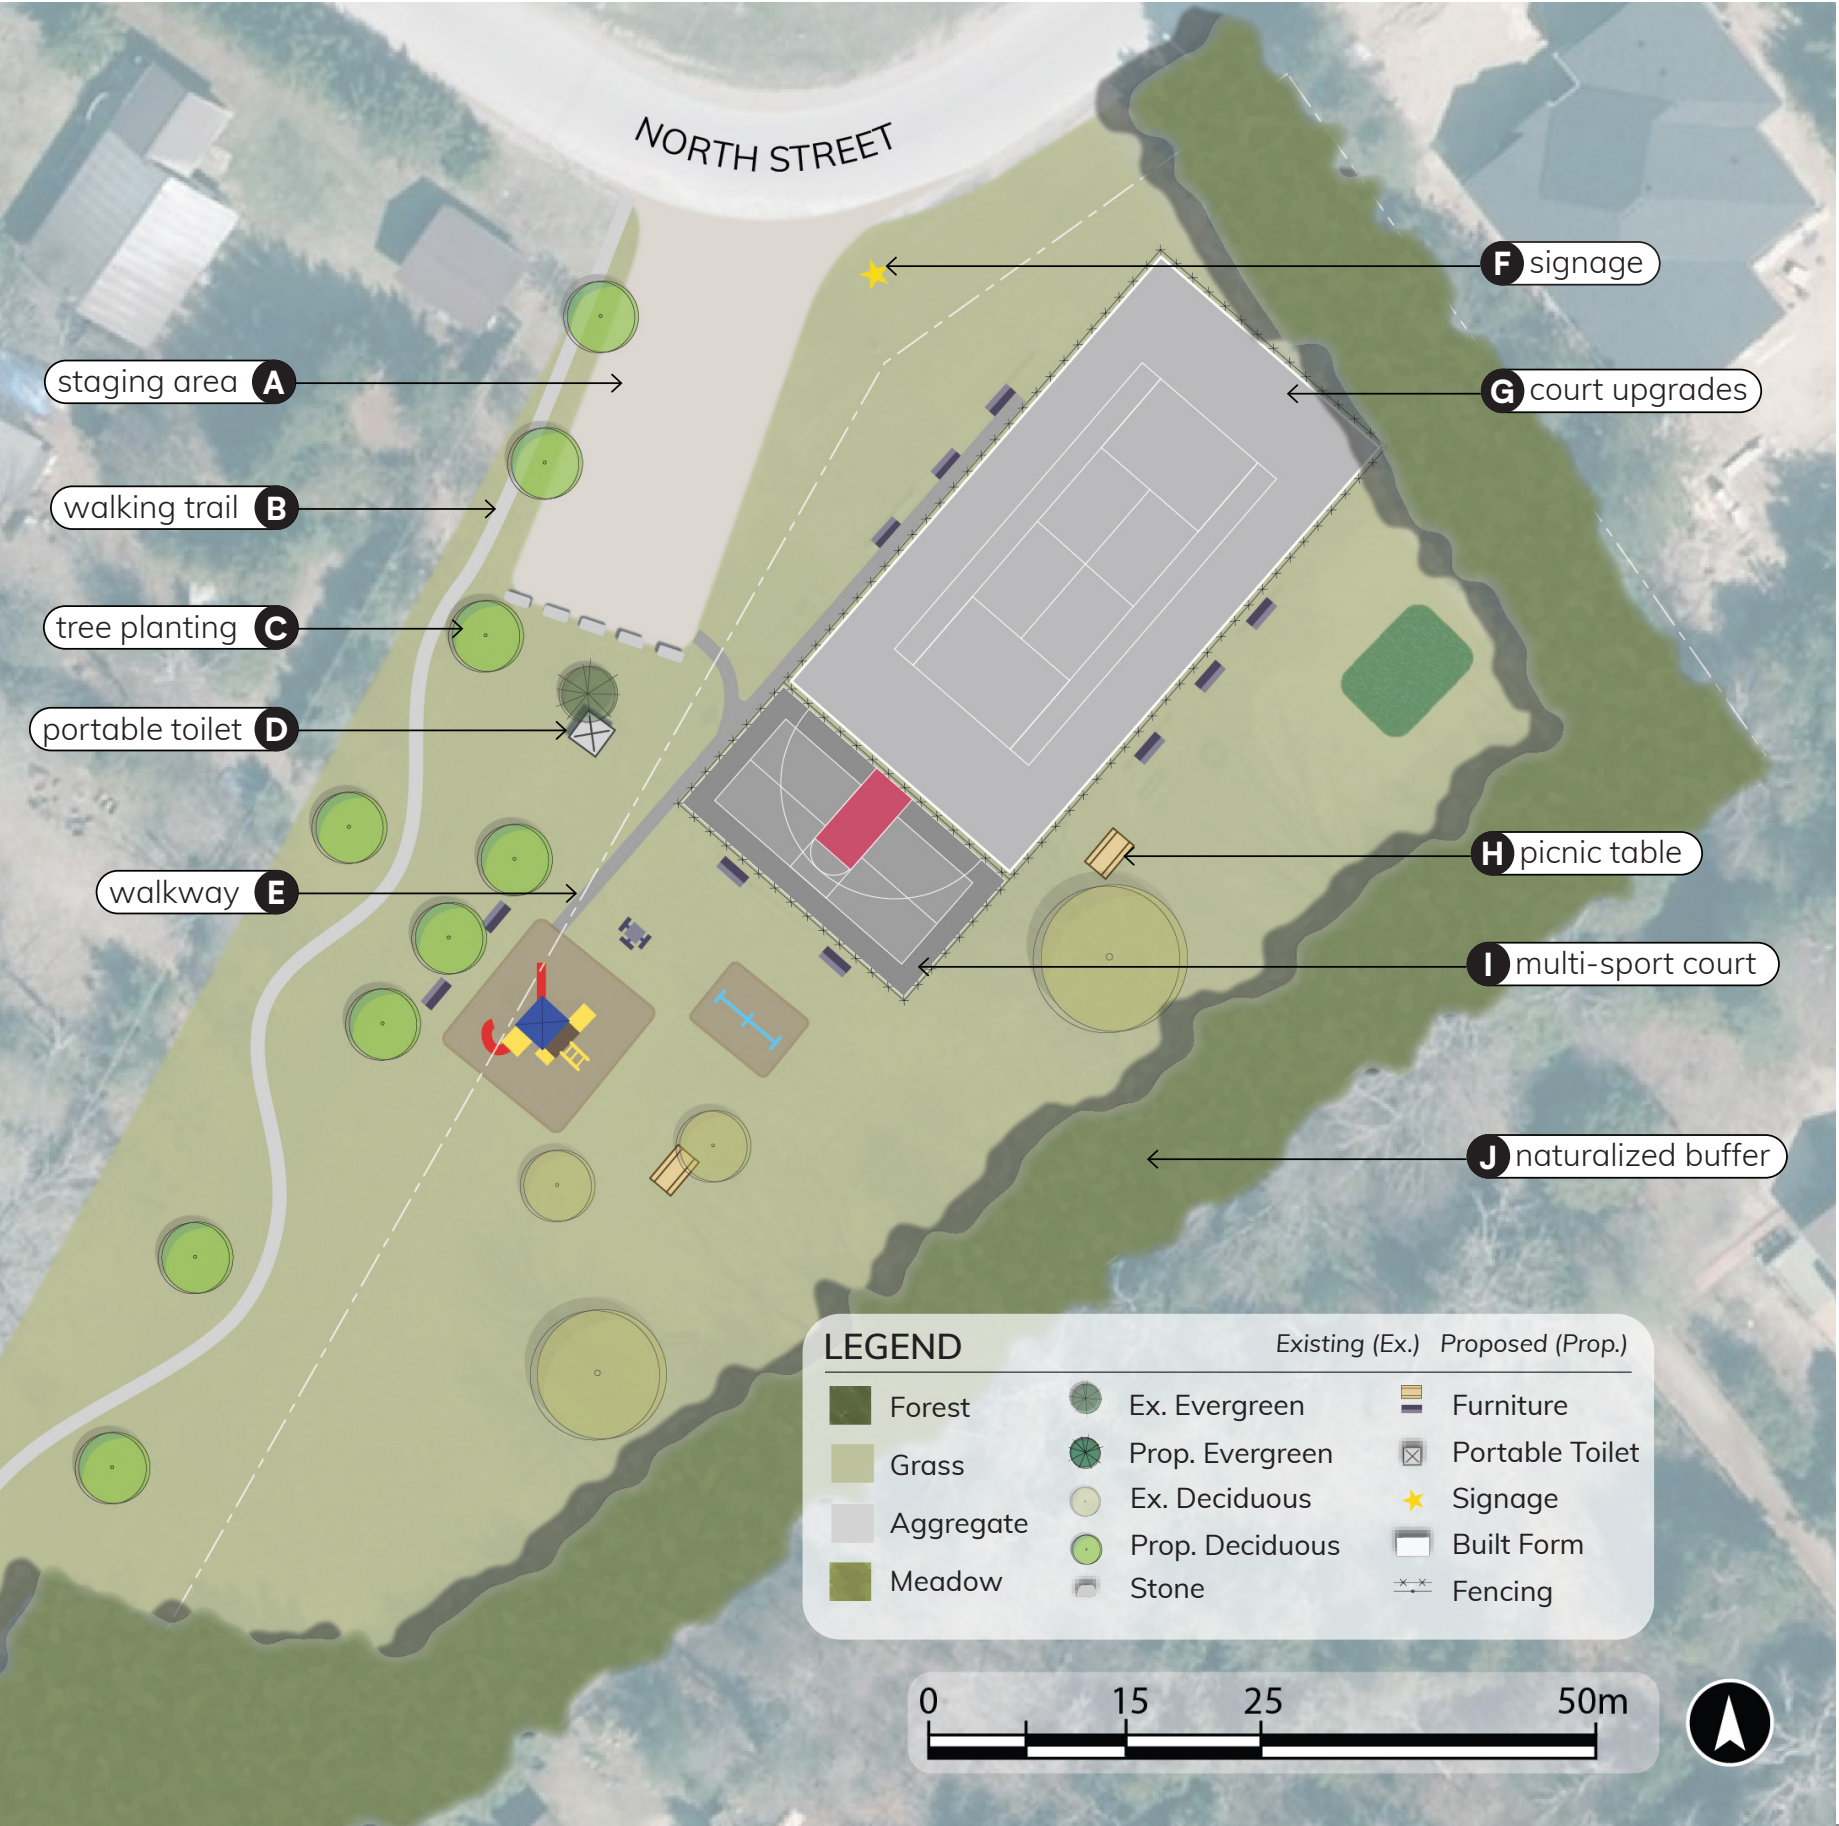 NORTH STREET
F signage
staging area A
G court upgrades
walking trail B
tree planting C
portable toilet D
H picnic table
walkway E
I multi-sport court
J naturalized buffer
LEGEND
Existing (Ex.) Proposed (Prop.)
Forest
Grass
Aggregate
Meadow
Ex. Evergreen
Prop. Evergreen
Ex. Deciduous
Prop. Deciduous
Stone
Furniture
Portable Toilet
Signage
Built Form
Fencing
0 15 25 50m